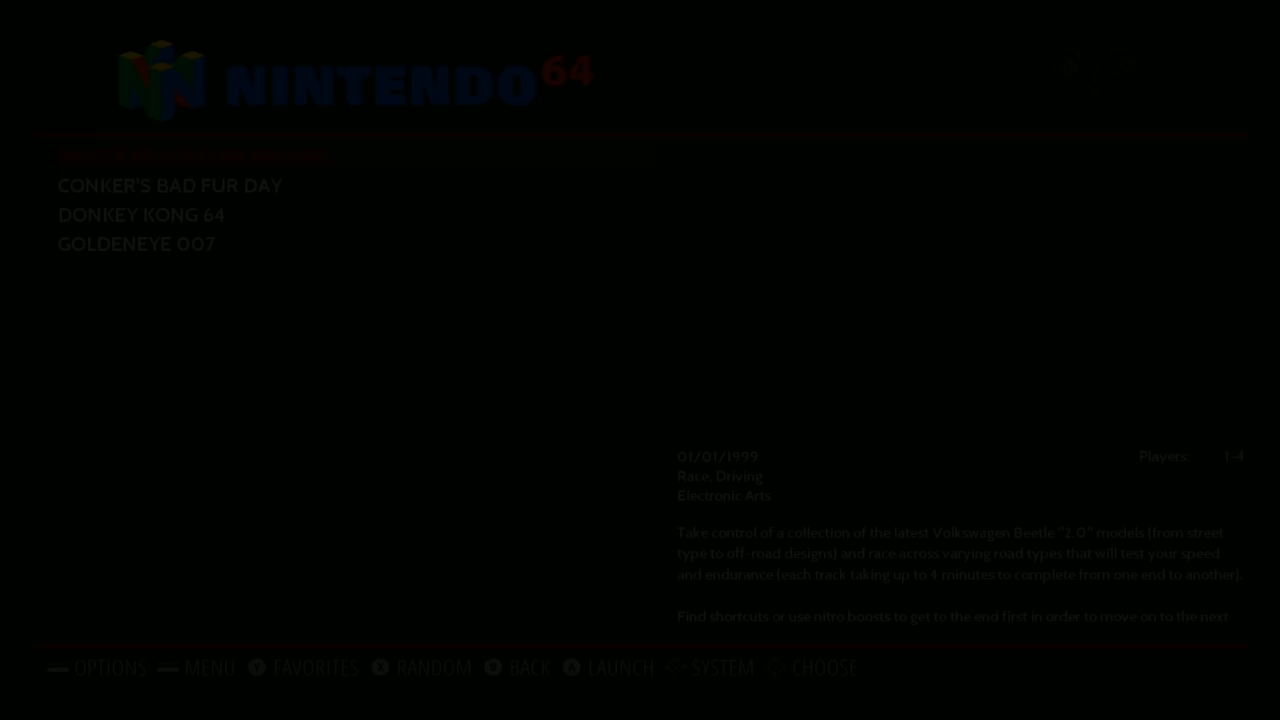 NINTENDO 64
CONKER'S BAD FUR DAY
DONKEY KONG 64
GOLDENEYE 007
01/01/1999 Players 1-4
Race, Driving
Electronic Arts
Take control of a collection of the latest Volkswagen Beetle "2.0" models (from street
type to off-road designs) and race across varying road types that will test your speed
and endurance (each track taking up to 4 minutes to complete from one end to another).
Find shortcuts or use nitro boosts to get to the end first in order to move on to the next
OPTIONS MENU Y FAVORITES X RANDOM B BACK A LAUNCH SYSTEM CHOOSE